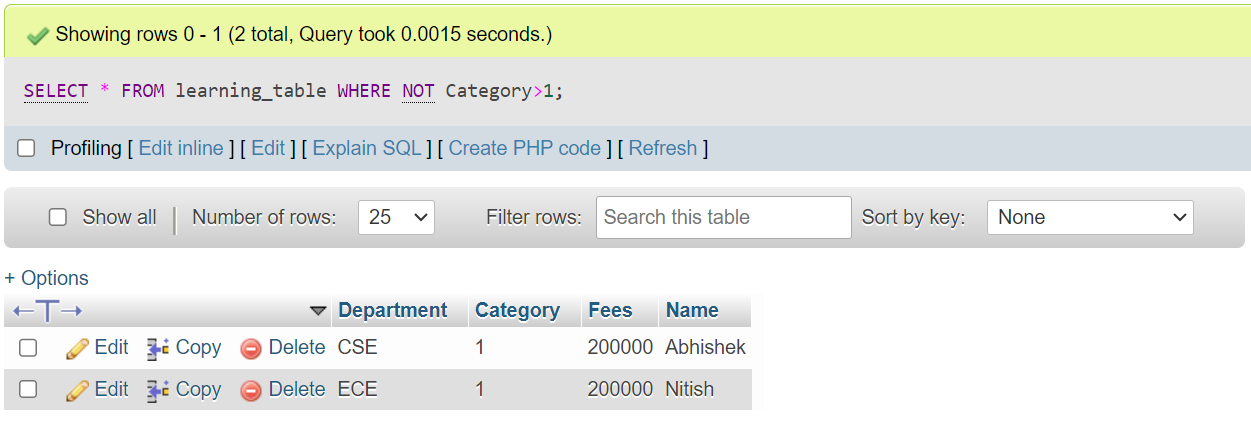 Showing rows 0 - 1 (2 total, Query took 0.0015 seconds.)
SELECT * FROM learning_table WHERE NOT Category>1;
Profiling [ Edit inline ] [ Edit ] [ Explain SQL ] [ Create PHP code ] [ Refresh ]
Show all | Number of rows: 25 Filter rows: Search this table Sort by key: None
+ Options
←T→ Department Category Fees Name
Edit Copy Delete CSE 1 200000 Abhishek
Edit Copy Delete ECE 1 200000 Nitish